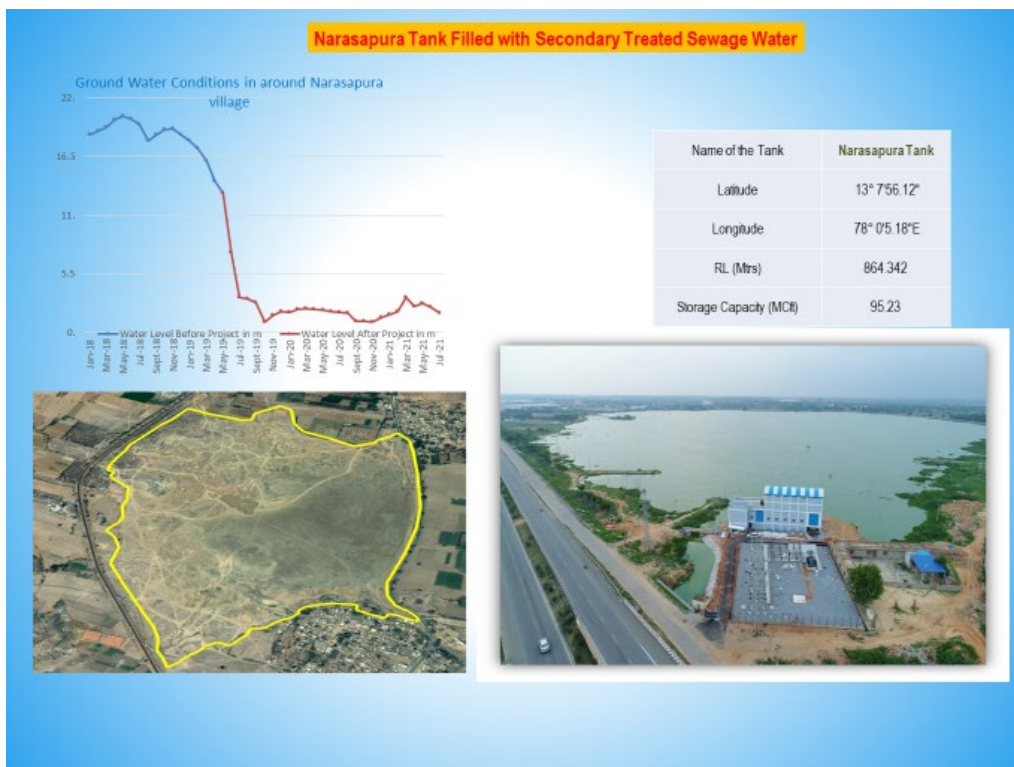 Narasapura Tank Filled with Secondary Treated Sewage Water
Ground Water Conditions in around Narasapura
village
22.
16.5
11.
5.5
0.
Water Level Before Project in m
Water Level After Project in m
Jan-18
Mar-18
May-18
Jul-18
Sept-18
Nov-18
Jan-19
Mar-19
May-19
Jul-19
Sept-19
Nov-19
Jan-20
Mar-20
May-20
Jul-20
Sept-20
Nov-20
Jan-21
Mar-21
May-21
Jul-21
Name of the Tank Narasapura Tank
Latitude 13° 7'56.12"
Longitude 78° 0'5.18"E
RL (Mtrs) 864.342
Storage Capacity (MCft) 95.23